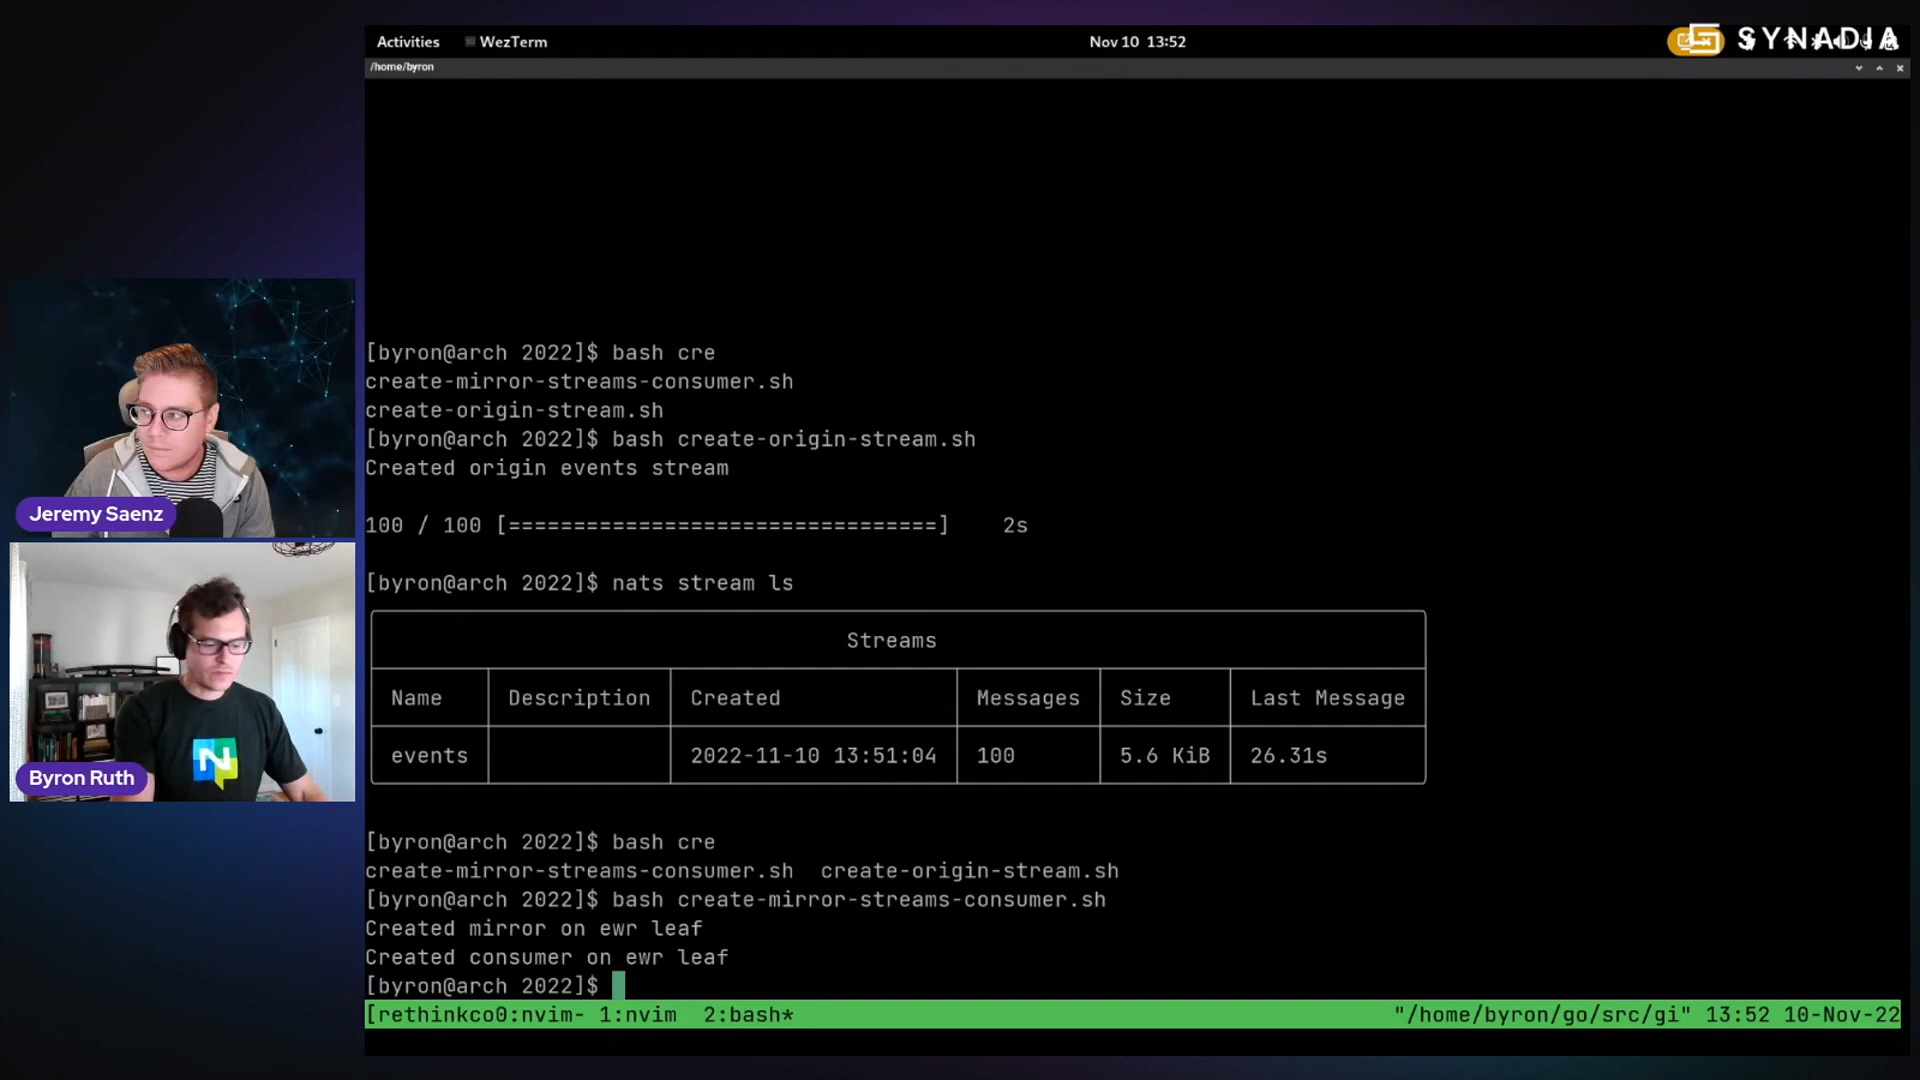 Activities WezTerm Nov 10 13:52
SYNADIA
/home/byron
[byron@arch 2022]$ bash cre
create-mirror-streams-consumer.sh
create-origin-stream.sh
[byron@arch 2022]$ bash create-origin-stream.sh
Created origin events stream
100 / 100 [=================================] 2s
[byron@arch 2022]$ nats stream ls
Streams
Name Description Created Messages Size Last Message
events 2022-11-10 13:51:04 100 5.6 KiB 26.31s
[byron@arch 2022]$ bash cre
create-mirror-streams-consumer.sh create-origin-stream.sh
[byron@arch 2022]$ bash create-mirror-streams-consumer.sh
Created mirror on ewr leaf
Created consumer on ewr leaf
[byron@arch 2022]$
[rethinkco0:nvim- 1:nvim 2:bash* "/home/byron/go/src/gi" 13:52 10-Nov-22
Jeremy Saenz
N
Byron Ruth